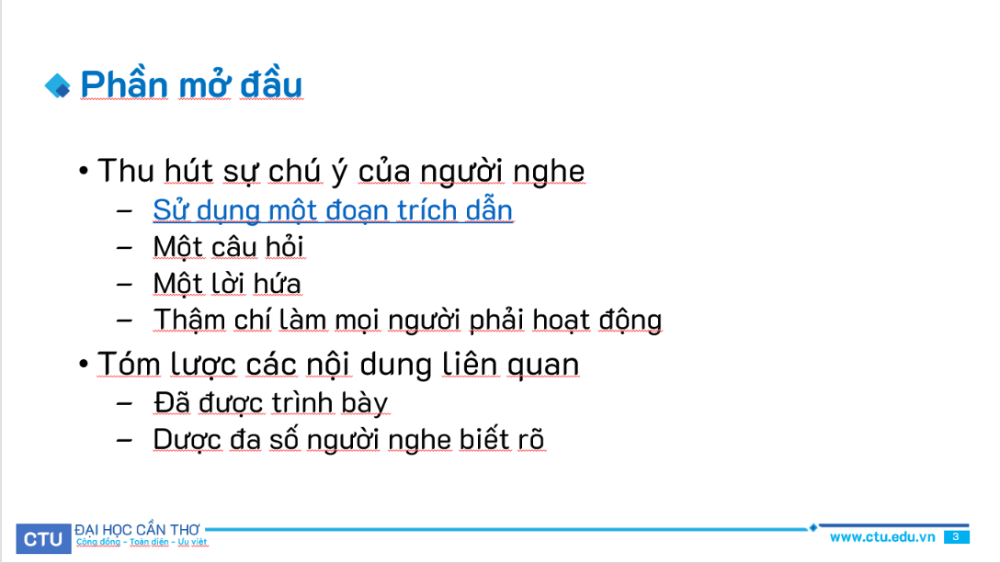 Phần mở đầu
• Thu hút sự chú ý của người nghe
– Sử dụng một đoạn trích dẫn
– Một câu hỏi
– Một lời hứa
– Thậm chí làm mọi người phải hoạt động
• Tóm lược các nội dung liên quan
– Đã được trình bày
– Dược đa số người nghe biết rõ
CTU
ĐẠI HỌC CẦN THƠ
Cộng đồng - Toàn diện - Ưu việt
www.ctu.edu.vn
3